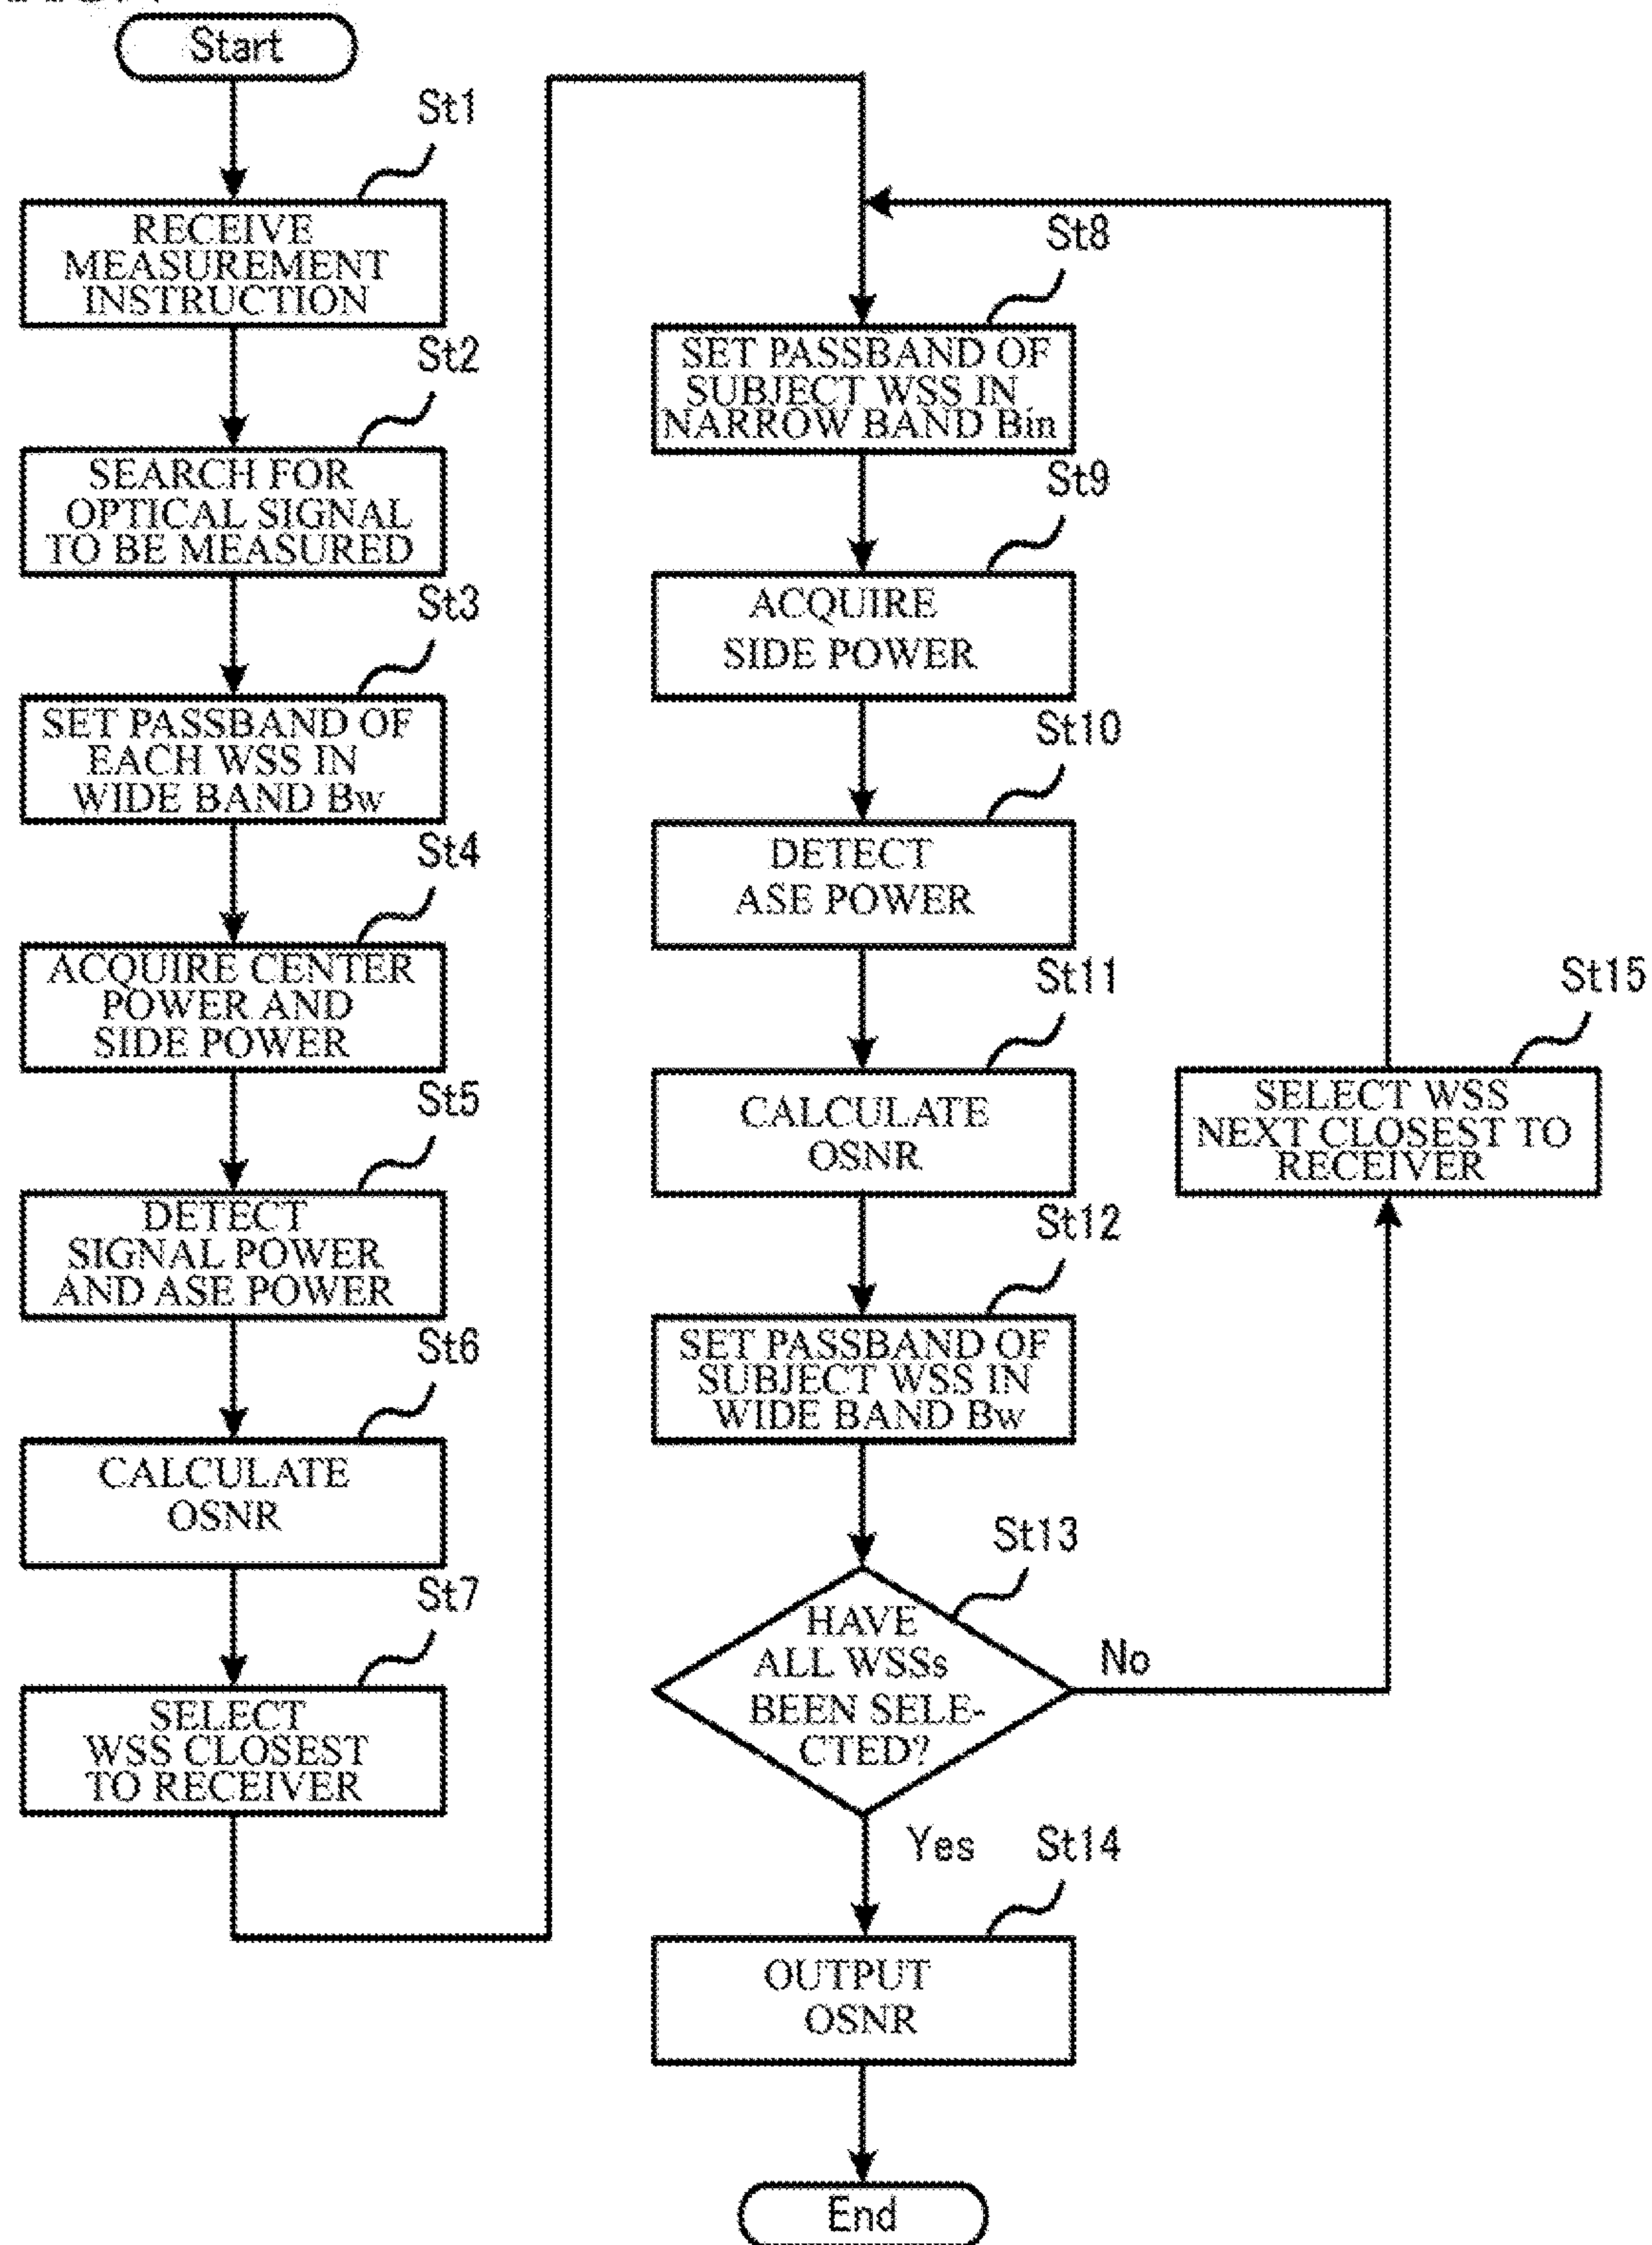 Start
St1
RECEIVE
MEASUREMENT
INSTRUCTION
St2
SEARCH FOR
OPTICAL SIGNAL
TO BE MEASURED
St3
SET PASSBAND OF
EACH WSS IN
WIDE BAND Bw
St4
ACQUIRE CENTER
POWER AND
SIDE POWER
St5
DETECT
SIGNAL POWER
AND ASE POWER
St6
CALCULATE
OSNR
St7
SELECT
WSS CLOSEST
TO RECEIVER
St8
SET PASSBAND OF
SUBJECT WSS IN
NARROW BAND Bin
St9
ACQUIRE
SIDE POWER
St10
DETECT
ASE POWER
St11
CALCULATE
OSNR
St12
SET PASSBAND OF
SUBJECT WSS IN
WIDE BAND Bw
St13
HAVE
ALL WSSs
BEEN SELE-
CTED?
No
Yes
St14
OUTPUT
OSNR
End
St15
SELECT WSS
NEXT CLOSEST TO
RECEIVER